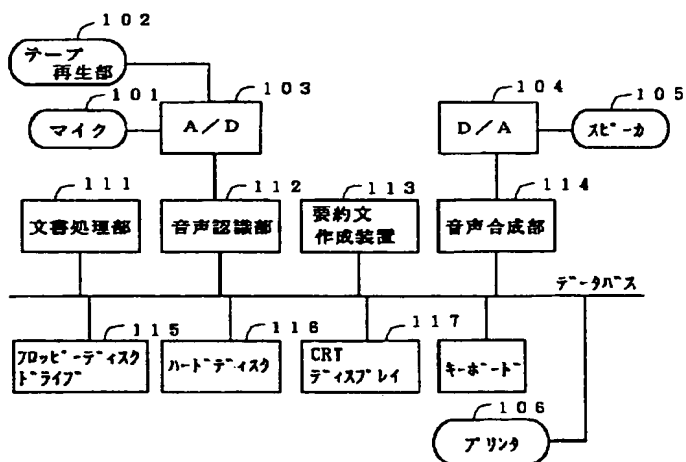 102
テープ
再生部
101
マイク
103
A/D
104
D/A
105
スピーカ
111
文書処理部
112
音声認識部
113
要約文
作成装置
114
音声合成部
データバス
115
フロッピーディスク
ドライブ
116
ハードディスク
117
CRT
ディスプレイ
キーボード
106
プリンタ